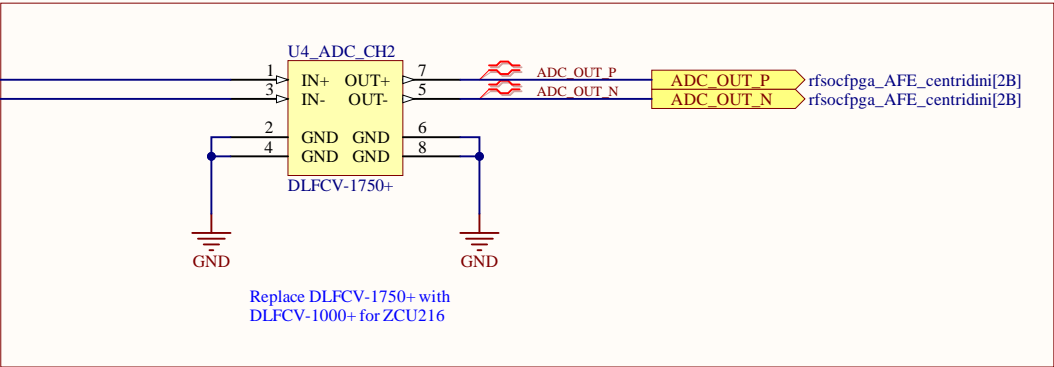 U4_ADC_CH2
1 IN+ OUT+ 7 ADC_OUT_P ADC_OUT_P rfsocfpga_AFE_centridini[2B]
3 IN- OUT- 5 ADC_OUT_N ADC_OUT_N rfsocfpga_AFE_centridini[2B]
2 GND GND 6
4 GND GND 8
DLFCV-1750+
GND GND
Replace DLFCV-1750+ with
DLFCV-1000+ for ZCU216